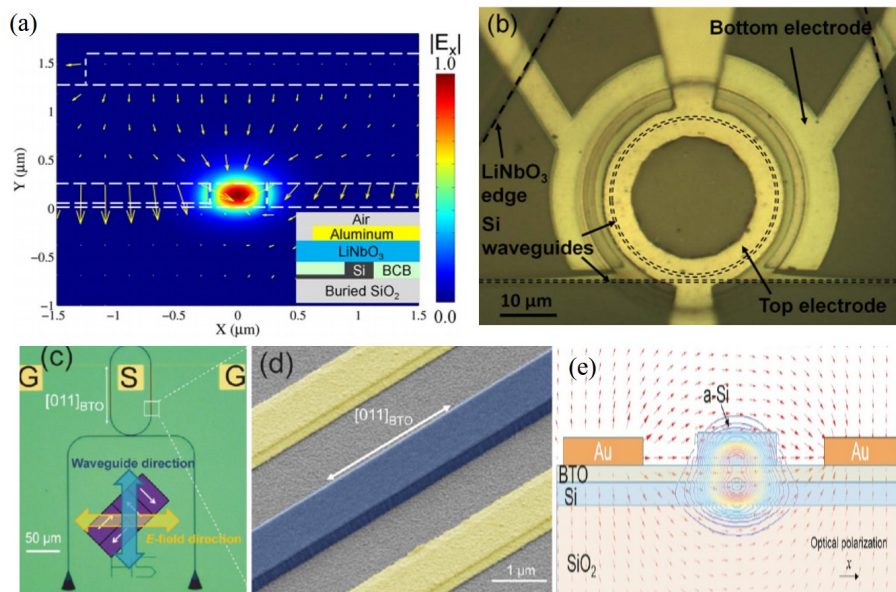 (a)
|E_x|
1.0
0.0
Y (μm)
1.5
1
0.5
0
-0.5
-1
-1.5
-1
-0.5
0
0.5
1
1.5
X (μm)
Air
Aluminum
LiNbO₃
Si
BCB
Buried SiO₂
(b)
Bottom electrode
LiNbO₃
edge
Si
waveguides
Top electrode
10 μm
(c)
G
S
G
[011]BTO
Waveguide direction
E-field direction
50 μm
(d)
[011]BTO
1 μm
(e)
a-Si
Au
Au
BTO
Si
SiO₂
Optical polarization
x